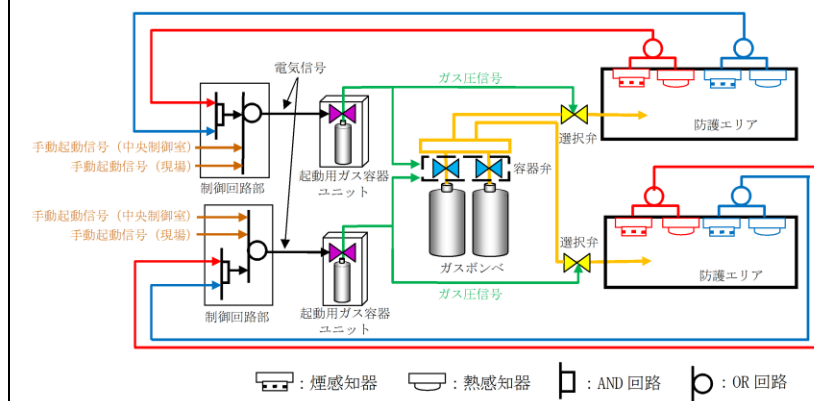 電気信号
ガス圧信号
防護エリア
選択弁
手動起動信号（中央制御室）
手動起動信号（現場）
制御回路部
起動用ガス容器
ユニット
容器弁
手動起動信号（中央制御室）
手動起動信号（現場）
ガスボンベ
選択弁
防護エリア
ガス圧信号
制御回路部
起動用ガス容器
ユニット
：煙感知器　：熱感知器　：AND 回路　：OR 回路